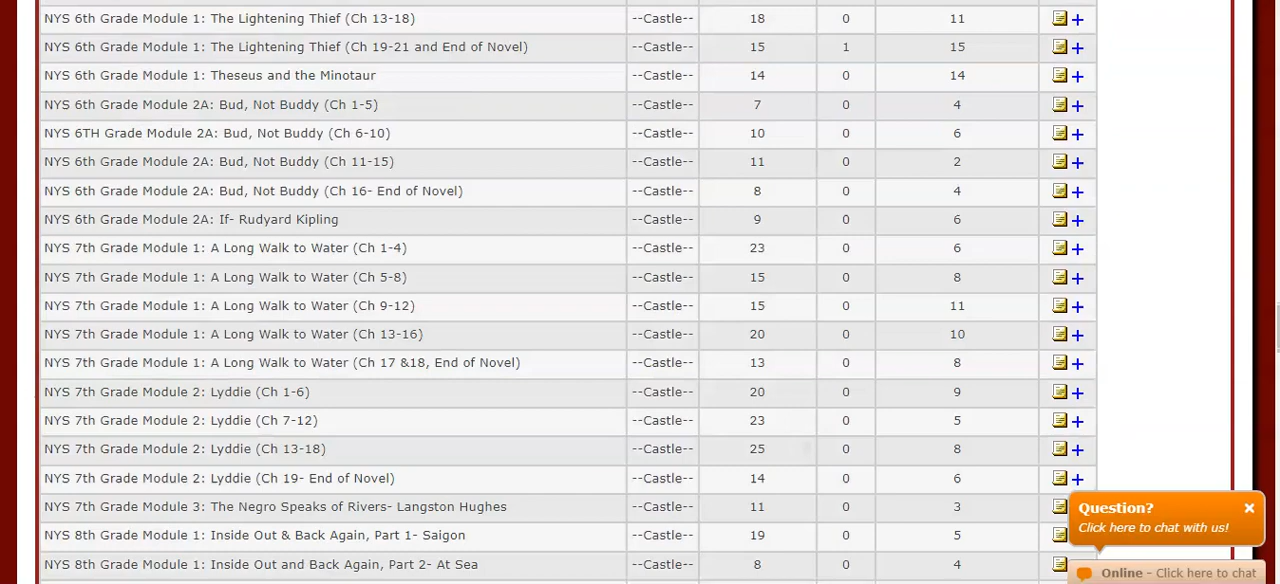 NYS 6th Grade Module 1: The Lightening Thief (Ch 13-18) --Castle-- 18 0 11
NYS 6th Grade Module 1: The Lightening Thief (Ch 19-21 and End of Novel) --Castle-- 15 1 15
NYS 6th Grade Module 1: Theseus and the Minotaur --Castle-- 14 0 14
NYS 6th Grade Module 2A: Bud, Not Buddy (Ch 1-5) --Castle-- 7 0 4
NYS 6TH Grade Module 2A: Bud, Not Buddy (Ch 6-10) --Castle-- 10 0 6
NYS 6th Grade Module 2A: Bud, Not Buddy (Ch 11-15) --Castle-- 11 0 2
NYS 6th Grade Module 2A: Bud, Not Buddy (Ch 16- End of Novel) --Castle-- 8 0 4
NYS 6th Grade Module 2A: If- Rudyard Kipling --Castle-- 9 0 6
NYS 7th Grade Module 1: A Long Walk to Water (Ch 1-4) --Castle-- 23 0 6
NYS 7th Grade Module 1: A Long Walk to Water (Ch 5-8) --Castle-- 15 0 8
NYS 7th Grade Module 1: A Long Walk to Water (Ch 9-12) --Castle-- 15 0 11
NYS 7th Grade Module 1: A Long Walk to Water (Ch 13-16) --Castle-- 20 0 10
NYS 7th Grade Module 1: A Long Walk to Water (Ch 17 &18, End of Novel) --Castle-- 13 0 8
NYS 7th Grade Module 2: Lyddie (Ch 1-6) --Castle-- 20 0 9
NYS 7th Grade Module 2: Lyddie (Ch 7-12) --Castle-- 23 0 5
NYS 7th Grade Module 2: Lyddie (Ch 13-18) --Castle-- 25 0 8
NYS 7th Grade Module 2: Lyddie (Ch 19- End of Novel) --Castle-- 14 0 6
NYS 7th Grade Module 3: The Negro Speaks of Rivers- Langston Hughes --Castle-- 11 0 3
NYS 8th Grade Module 1: Inside Out & Back Again, Part 1- Saigon --Castle-- 19 0 5
NYS 8th Grade Module 1: Inside Out and Back Again, Part 2- At Sea --Castle-- 8 0 4
Question?
Click here to chat with us!
Online - Click here to chat